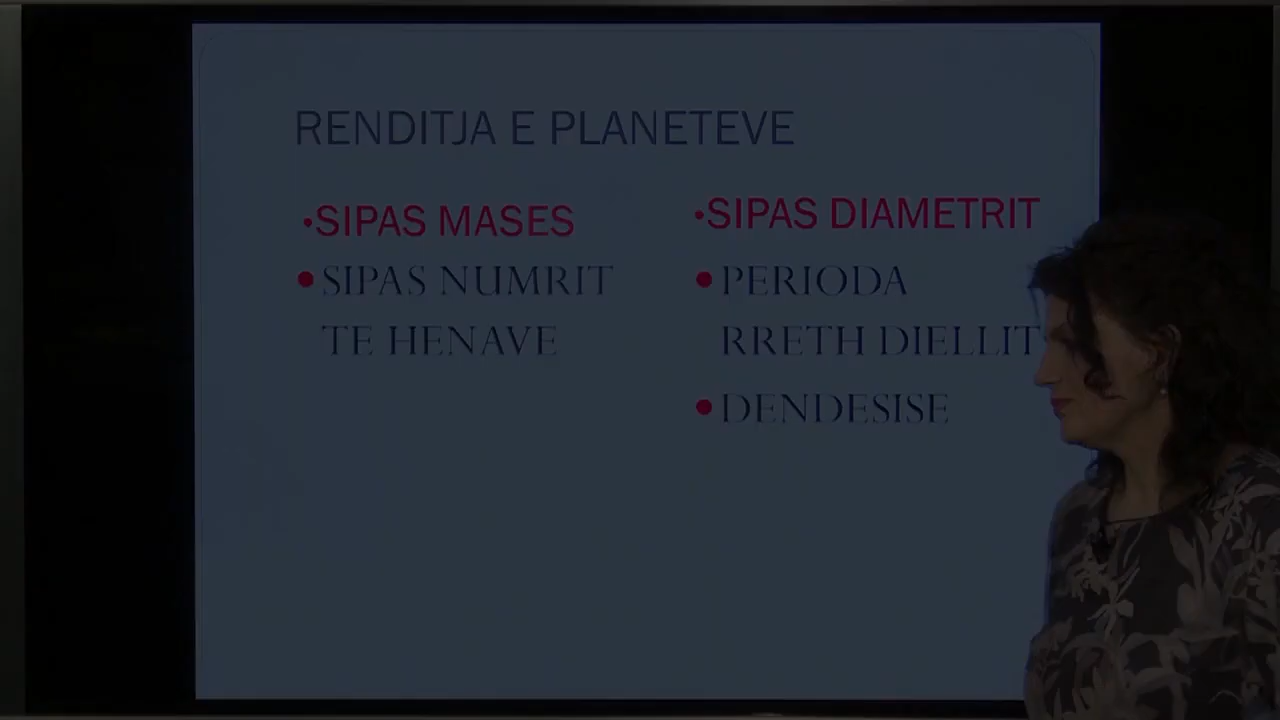 RENDITJA E PLANETEVE
•SIPAS MASES
•SIPAS NUMRIT
TE HENAVE
•SIPAS DIAMETRIT
•PERIODA
RRETH DIELLIT
•DENDESISE